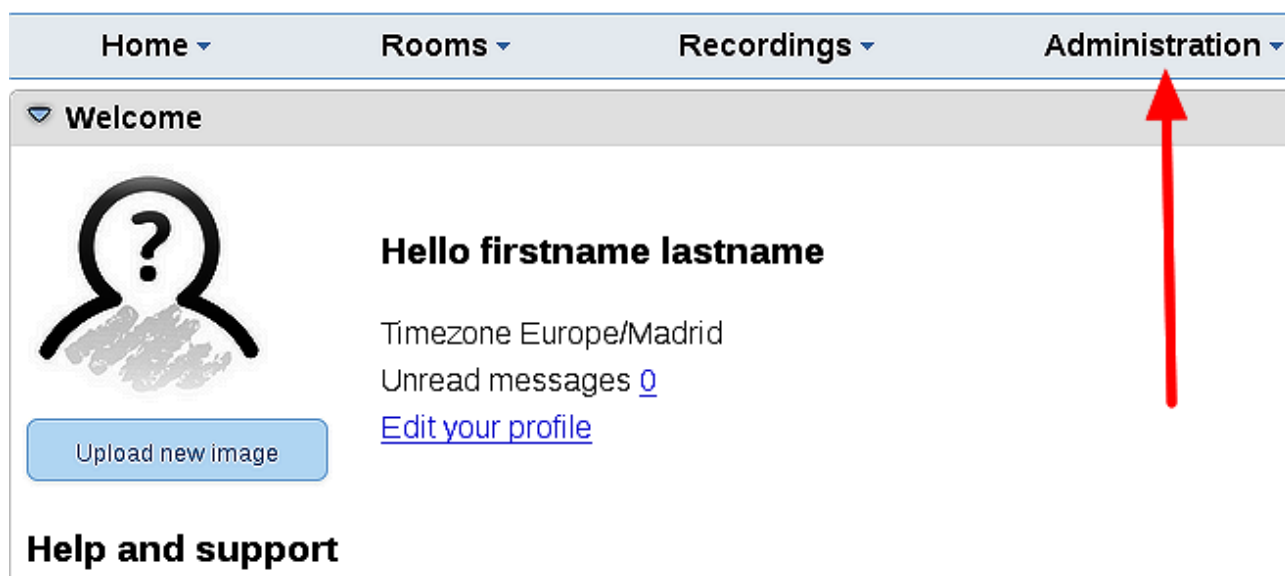 Home Rooms Recordings Administration
Welcome
?
Hello firstname lastname
Timezone Europe/Madrid
Unread messages 0
Edit your profile
Upload new image
Help and support